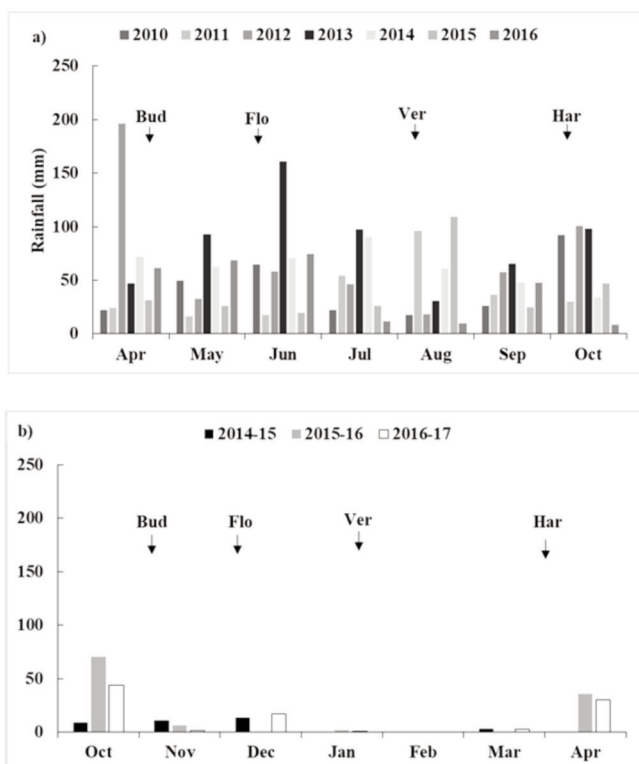 a) 2010 2011 2012 2013 2014 2015 2016
250
Bud Flo Ver Har
200
150
100
50
0
Rainfall (mm)
Apr May Jun Jul Aug Sep Oct
b) 2014-15 2015-16 2016-17
250
200
Bud Flo Ver Har
150
100
50
0
Oct Nov Dec Jan Feb Mar Apr